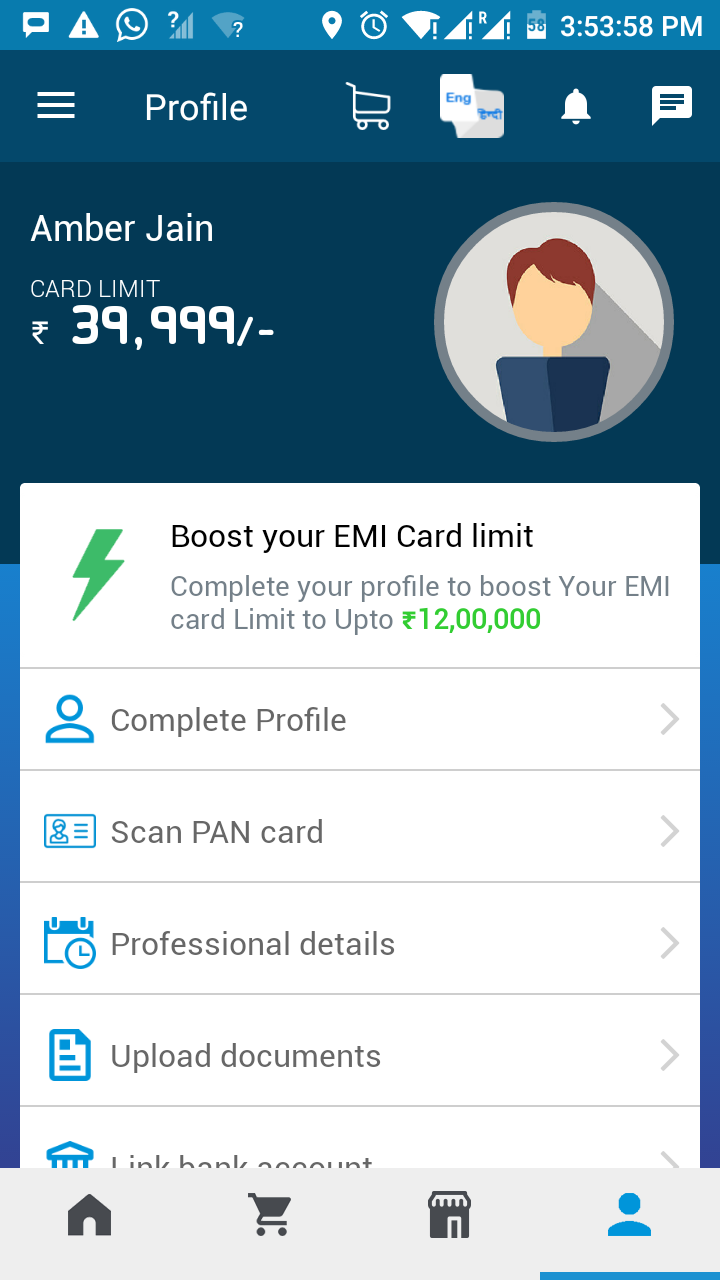 58 3:53:58 PM
Profile
Eng
हिन्दी
Amber Jain
CARD LIMIT
₹ 39,999/-
Boost your EMI Card limit
Complete your profile to boost Your EMI
card Limit to Upto ₹12,00,000
Complete Profile
Scan PAN card
Professional details
Upload documents
Link bank account